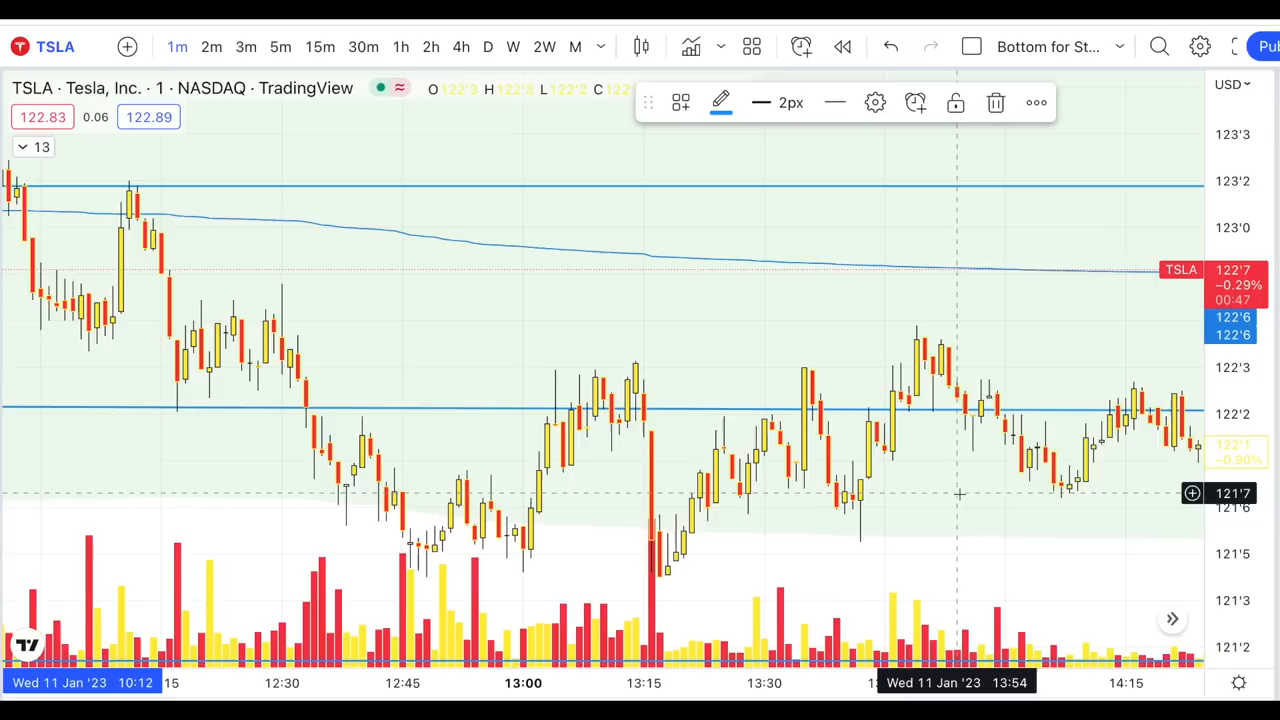 TSLA
1m 2m 3m 5m 15m 30m 1h 2h 4h D W 2W M
Bottom for St...
TSLA · Tesla, Inc. · 1 · NASDAQ · TradingView
O 122'3 H 122'3 L 122'2 C 122'
2px
USD
122.83 0.06 122.89
13
123'3
123'2
123'0
TSLA 122'7
−0.29%
00:47
122'6
122'6
122'3
122'2
122'1
−0.90%
121'7
121'6
121'5
121'3
121'2
Wed 11 Jan '23 10:12 15 12:30 12:45 13:00 13:15 13:30 Wed 11 Jan '23 13:54 14:15